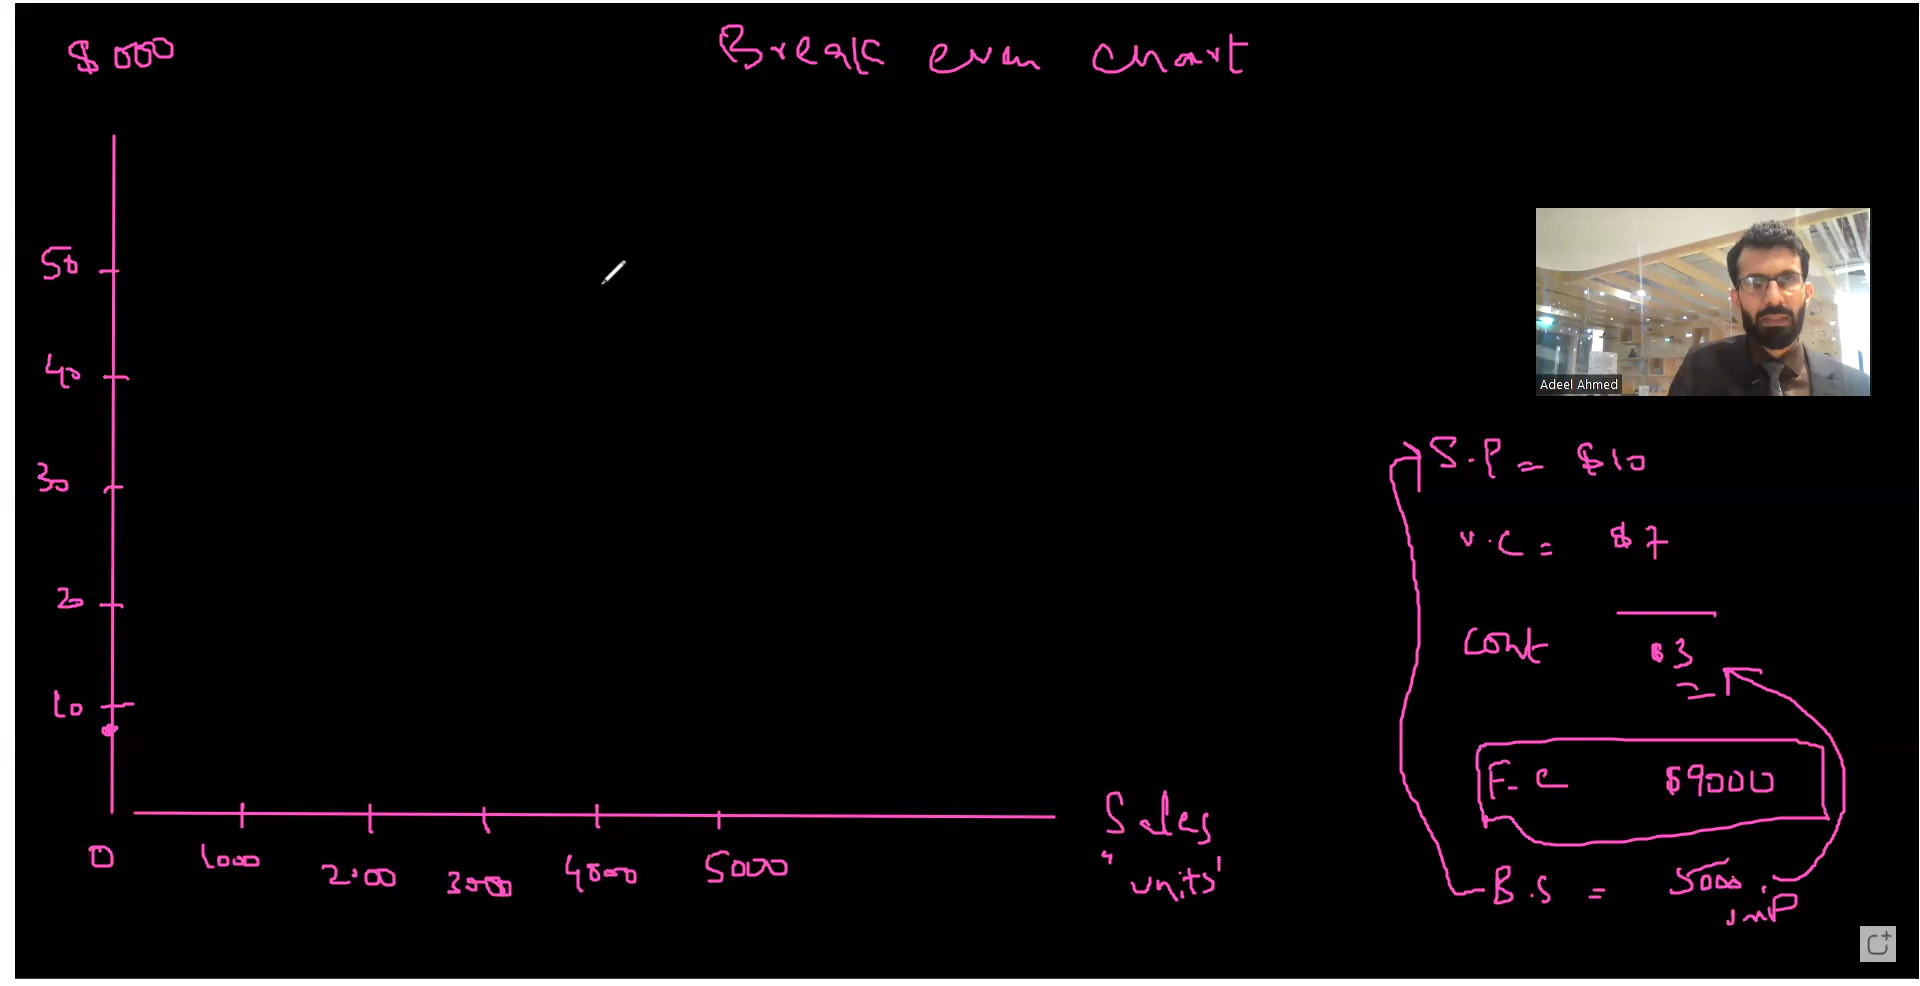 $000
Break even chart
50
40
30
20
10
0
1000
2000
3000
4000
5000
Sales
"units"
Adeel Ahmed
S.P = $10
V.C = $7
Cont $3
F.C $9000
B.S = 5000
imp